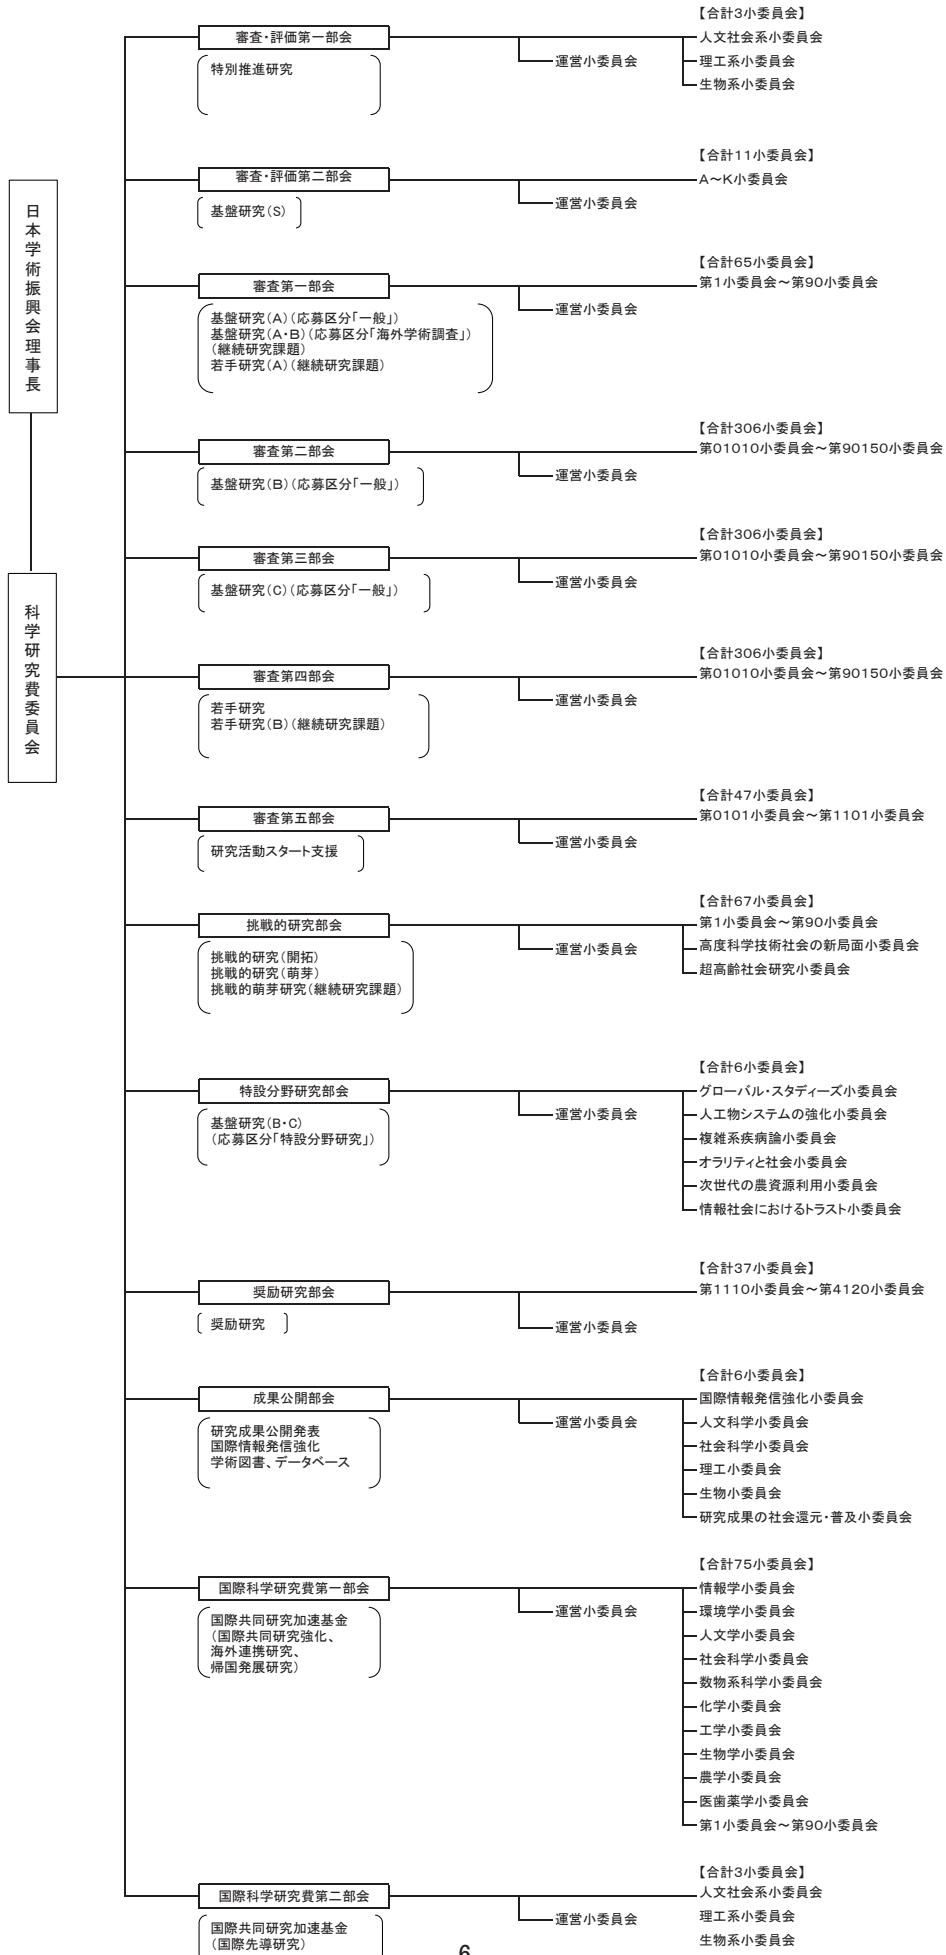 日本学術振興会理事長
科学研究費委員会
審査・評価第一部会
特別推進研究
運営小委員会
【合計3小委員会】
人文社会系小委員会
理工系小委員会
生物系小委員会
審査・評価第二部会
基盤研究(S)
運営小委員会
【合計11小委員会】
A～K小委員会
審査第一部会
基盤研究(A)(応募区分「一般」)
基盤研究(A・B)(応募区分「海外学術調査」)
(継続研究課題)
若手研究(A)(継続研究課題)
運営小委員会
【合計65小委員会】
第1小委員会～第90小委員会
審査第二部会
基盤研究(B)(応募区分「一般」)
運営小委員会
【合計306小委員会】
第01010小委員会～第90150小委員会
審査第三部会
基盤研究(C)(応募区分「一般」)
運営小委員会
【合計306小委員会】
第01010小委員会～第90150小委員会
審査第四部会
若手研究
若手研究(B)(継続研究課題)
運営小委員会
【合計306小委員会】
第01010小委員会～第90150小委員会
審査第五部会
研究活動スタート支援
運営小委員会
【合計47小委員会】
第0101小委員会～第1101小委員会
挑戦的研究部会
挑戦的研究(開拓)
挑戦的研究(萌芽)
挑戦的萌芽研究(継続研究課題)
運営小委員会
【合計67小委員会】
第1小委員会～第90小委員会
高度科学技術社会の新局面小委員会
超高齢社会研究小委員会
特設分野研究部会
基盤研究(B・C)
(応募区分「特設分野研究」)
運営小委員会
【合計6小委員会】
グローバル・スタディーズ小委員会
人工物システムの強化小委員会
複雑系疾病論小委員会
オラリティと社会小委員会
次世代の農資源利用小委員会
情報社会におけるトラスト小委員会
奨励研究部会
奨励研究
運営小委員会
【合計37小委員会】
第1110小委員会～第4120小委員会
成果公開部会
研究成果公開発表
国際情報発信強化
学術図書、データベース
運営小委員会
【合計6小委員会】
国際情報発信強化小委員会
人文科学小委員会
社会科学小委員会
理工小委員会
生物小委員会
研究成果の社会還元・普及小委員会
国際科学研究費第一部会
国際共同研究加速基金
(国際共同研究強化、
海外連携研究、
帰国発展研究)
運営小委員会
【合計75小委員会】
情報学小委員会
環境学小委員会
人文学小委員会
社会科学小委員会
数物系科学小委員会
化学小委員会
工学小委員会
生物学小委員会
農学小委員会
医歯薬学小委員会
第1小委員会～第90小委員会
国際科学研究費第二部会
国際共同研究加速基金
(国際先導研究)
運営小委員会
【合計3小委員会】
人文社会系小委員会
理工系小委員会
生物系小委員会
6